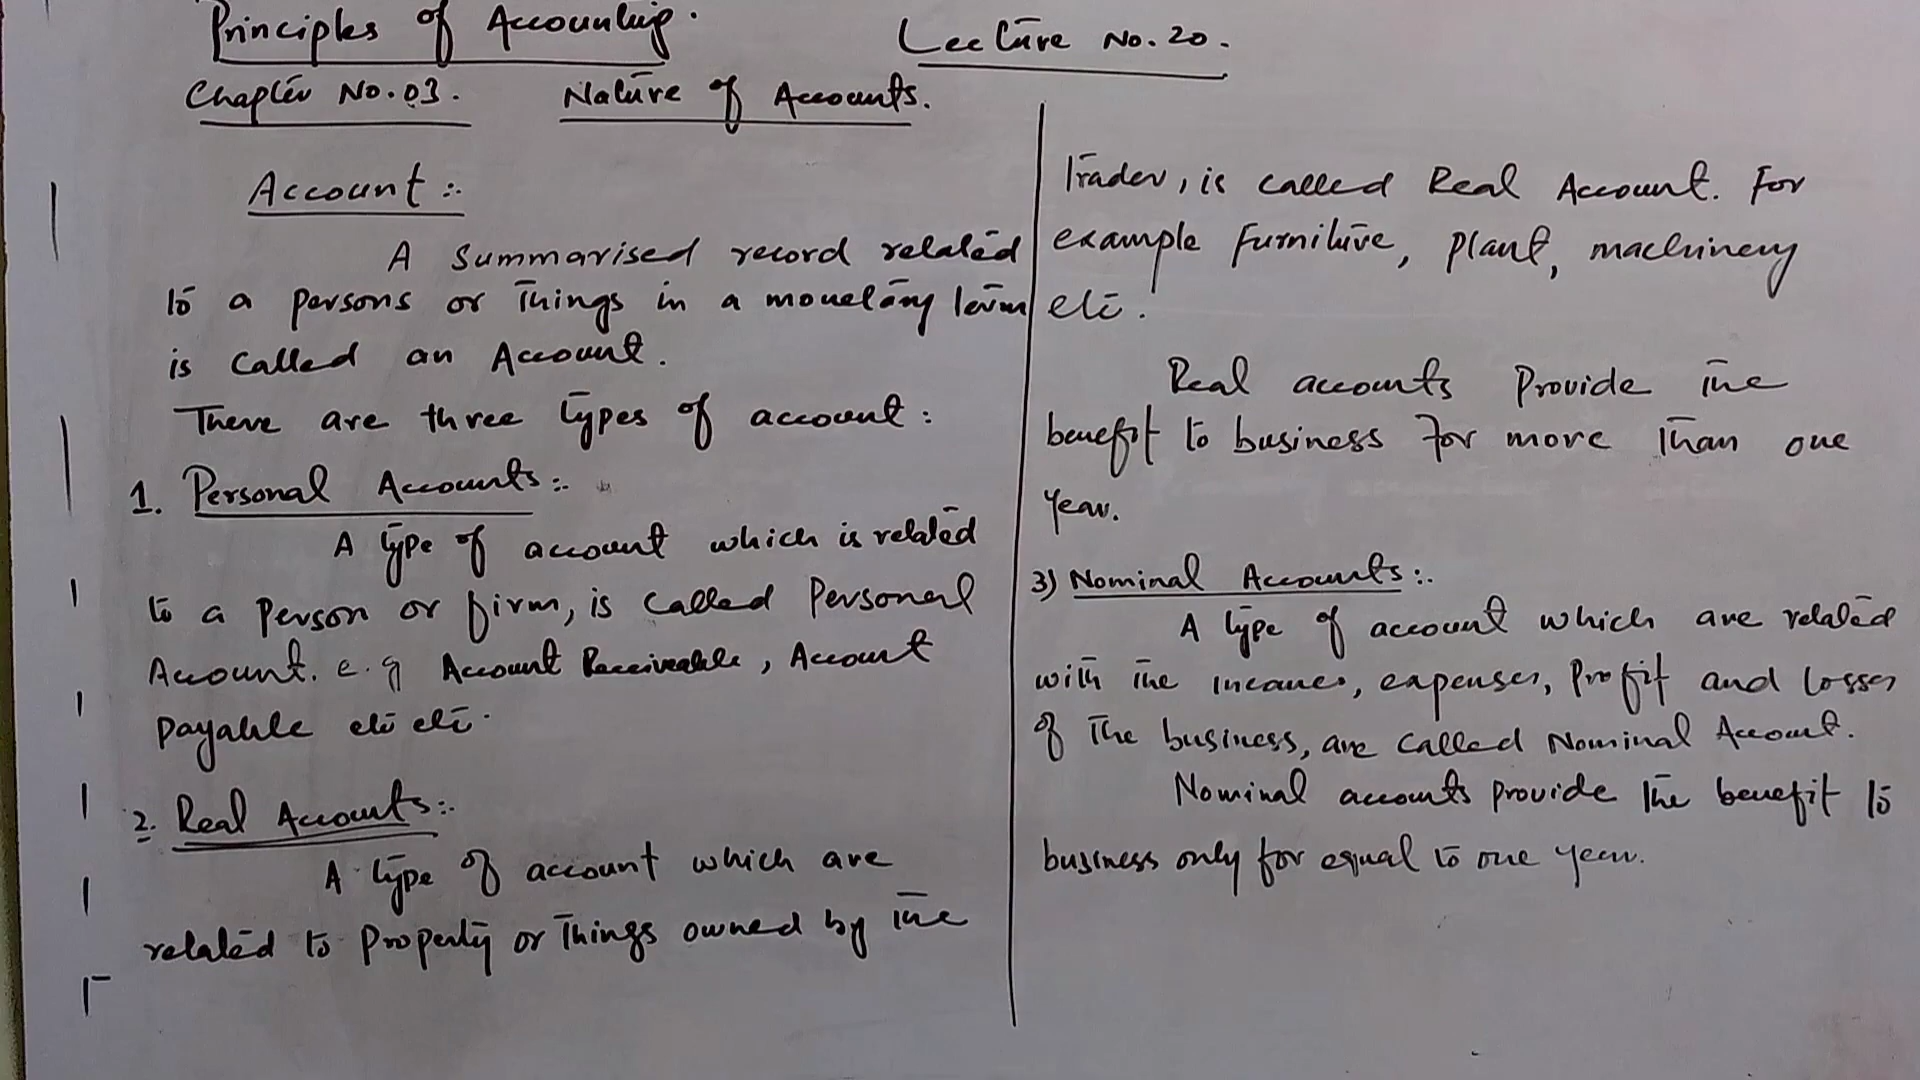 Principles of Accounting.
Lecture No. 20.
Chapter No. 03. Nature of Accounts.
Account :.
A Summarised record related
to a persons or Things in a monetary term
is Called an Account.
There are three types of account :
1. Personal Accounts :.
A type of account which is related
to a Person or firm, is Called Personal
Account. e.g Account Receiveable, Account
payable etc etc.
2. Real Accounts :.
A type of account which are
related to Property or Things owned by the
Trader, is called Real Account. For
example Furniture, plant, machinery
etc.
Real accounts Provide the
benefit to business For more Than one
Year.
3) Nominal Accounts :.
A type of account which are related
with the incomes, expenses, Profit and losses
of The business, are Called Nominal Account.
Nominal accounts provide the benefit to
business only for equal to one year.